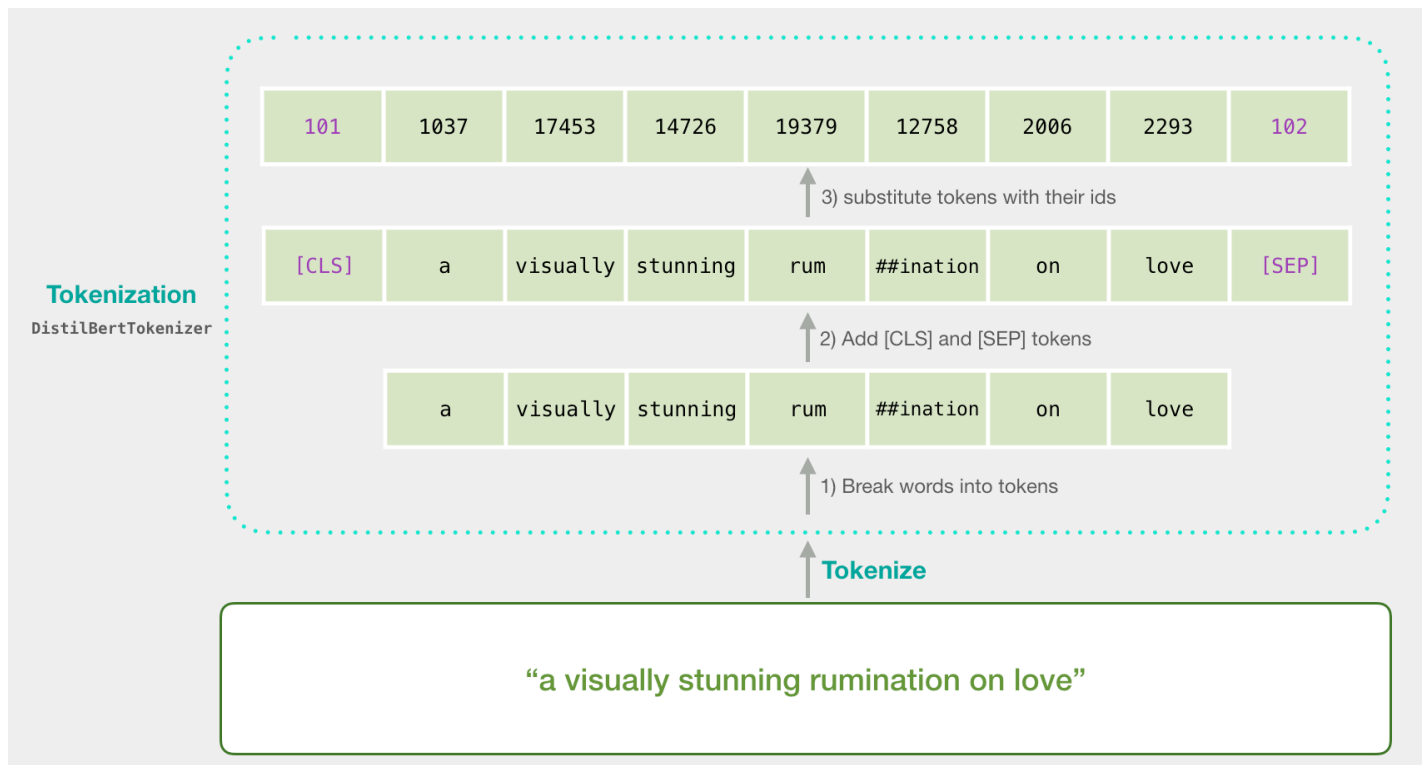 101 1037 17453 14726 19379 12758 2006 2293 102
3) substitute tokens with their ids
[CLS] a visually stunning rum ##ination on love [SEP]
Tokenization
DistilBertTokenizer
2) Add [CLS] and [SEP] tokens
a visually stunning rum ##ination on love
1) Break words into tokens
Tokenize
“a visually stunning rumination on love”